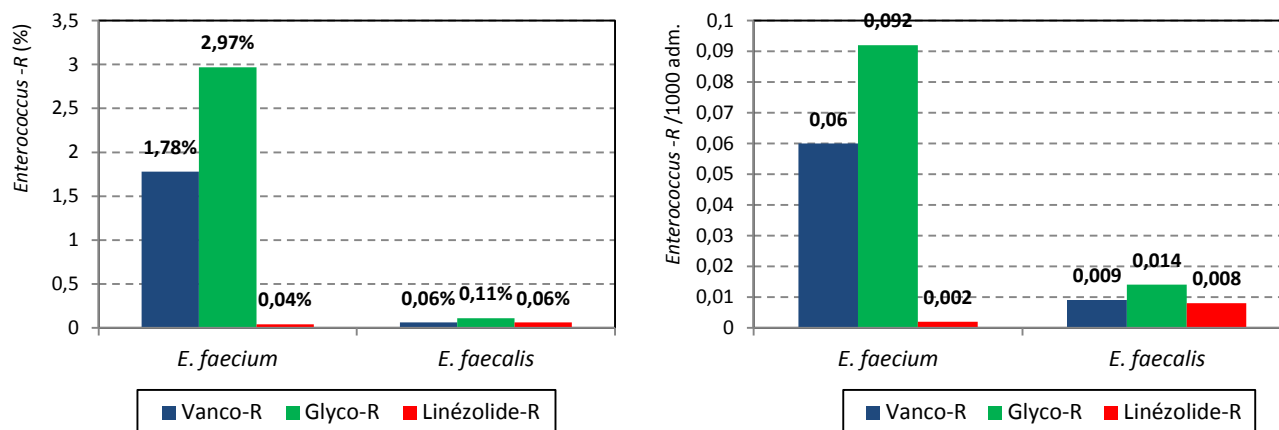 Enterococcus -R (%)
3,5
3
2,5
2
1,5
1
0,5
0
1,78%
2,97%
0,04%
0,06%
0,11%
0,06%
E. faecium
E. faecalis
Vanco-R
Glyco-R
Linézolide-R
Enterococcus -R /1000 adm.
0,1
0,09
0,08
0,07
0,06
0,05
0,04
0,03
0,02
0,01
0
0,06
0,092
0,002
0,009
0,014
0,008
E. faecium
E. faecalis
Vanco-R
Glyco-R
Linézolide-R